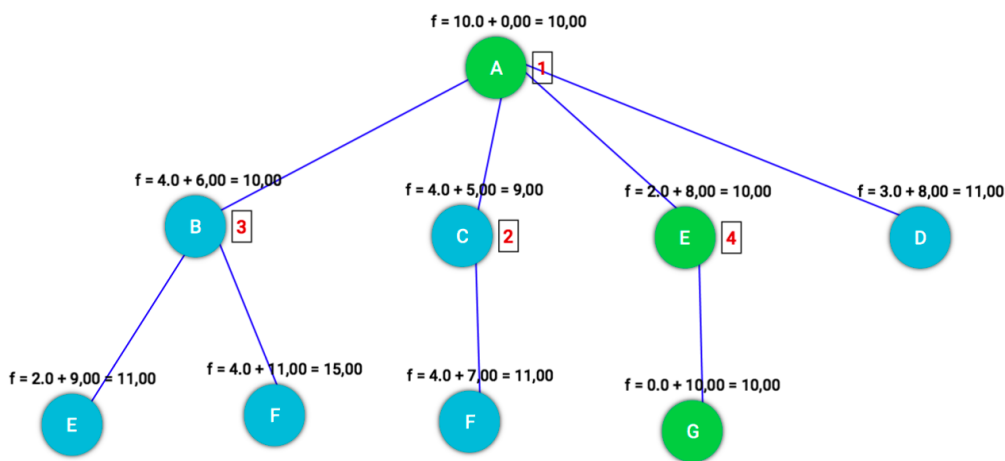 f = 10.0 + 0,00 = 10,00
A 1
f = 4.0 + 6,00 = 10,00
f = 4.0 + 5,00 = 9,00
f = 2.0 + 8,00 = 10,00
f = 3.0 + 8,00 = 11,00
B 3
C 2
E 4
D
f = 2.0 + 9,00 = 11,00
f = 4.0 + 11,00 = 15,00
f = 4.0 + 7,00 = 11,00
f = 0.0 + 10,00 = 10,00
E
F
F
G